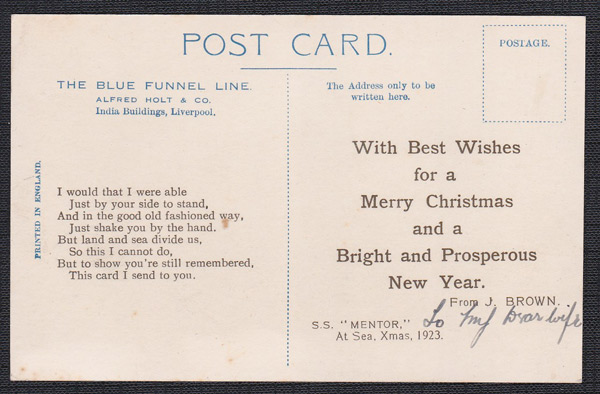 POST CARD.
POSTAGE.
THE BLUE FUNNEL LINE.
ALFRED HOLT & CO.
India Buildings, Liverpool.
The Address only to be
written here.
PRINTED IN ENGLAND.
I would that I were able
Just by your side to stand,
And in the good old fashioned way,
Just shake you by the hand.
But land and sea divide us,
So this I cannot do,
But to show you're still remembered,
This card I send to you.
With Best Wishes
for a
Merry Christmas
and a
Bright and Prosperous
New Year.
From J. BROWN.
To My Dear wife
S.S. "MENTOR,"
At Sea, Xmas, 1923.